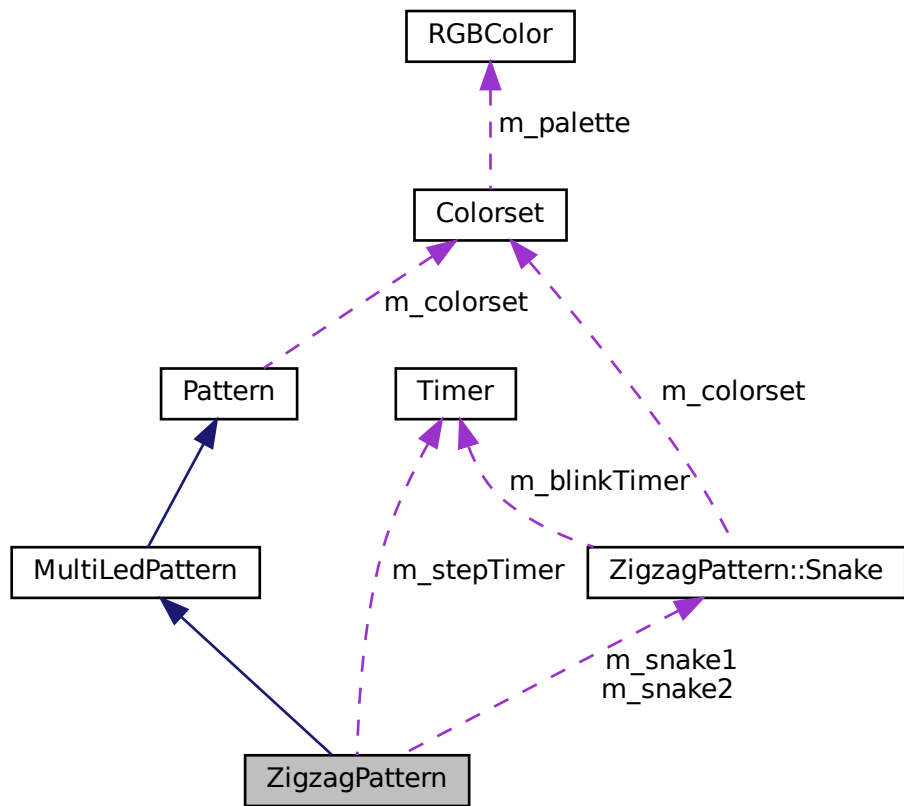 RGBColor
m_palette
Colorset
m_colorset
Pattern
Timer
m_colorset
m_blinkTimer
MultiLedPattern
m_stepTimer
ZigzagPattern::Snake
m_snake1
m_snake2
ZigzagPattern